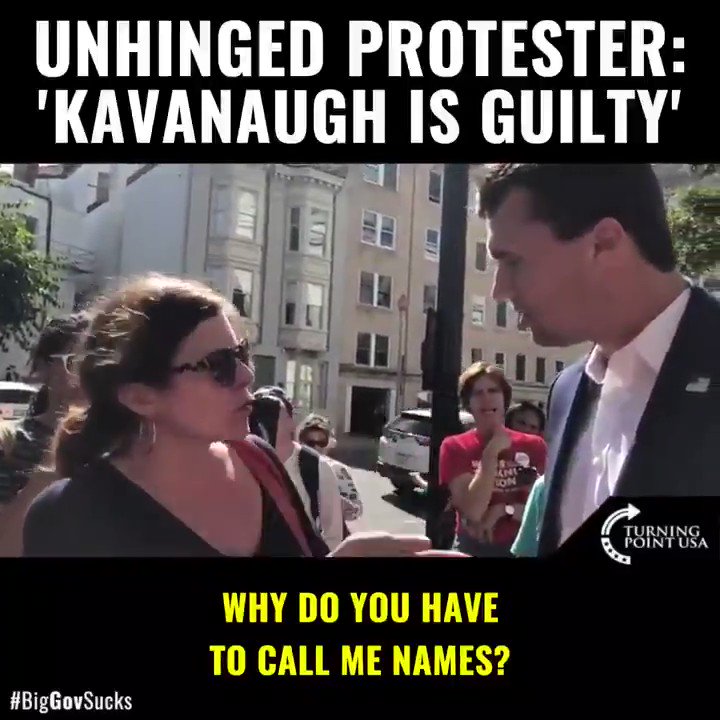 UNHINGED PROTESTER:
'KAVANAUGH IS GUILTY'
TURNING
POINT USA
WHY DO YOU HAVE
TO CALL ME NAMES?
#BigGovSucks